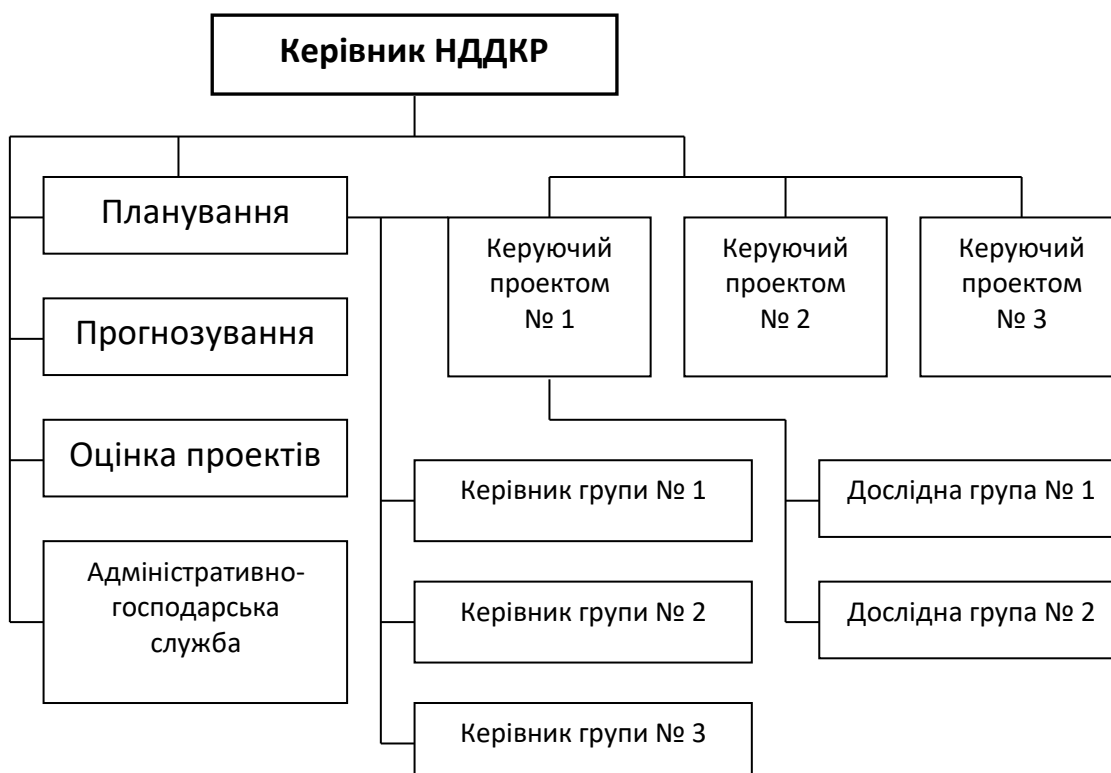 Керівник НДДКР
Планування
Прогнозування
Оцінка проектів
Адміністративно-
господарська
служба
Керуючий
проектом
№ 1
Керуючий
проектом
№ 2
Керуючий
проектом
№ 3
Керівник групи № 1
Керівник групи № 2
Керівник групи № 3
Дослідна група № 1
Дослідна група № 2